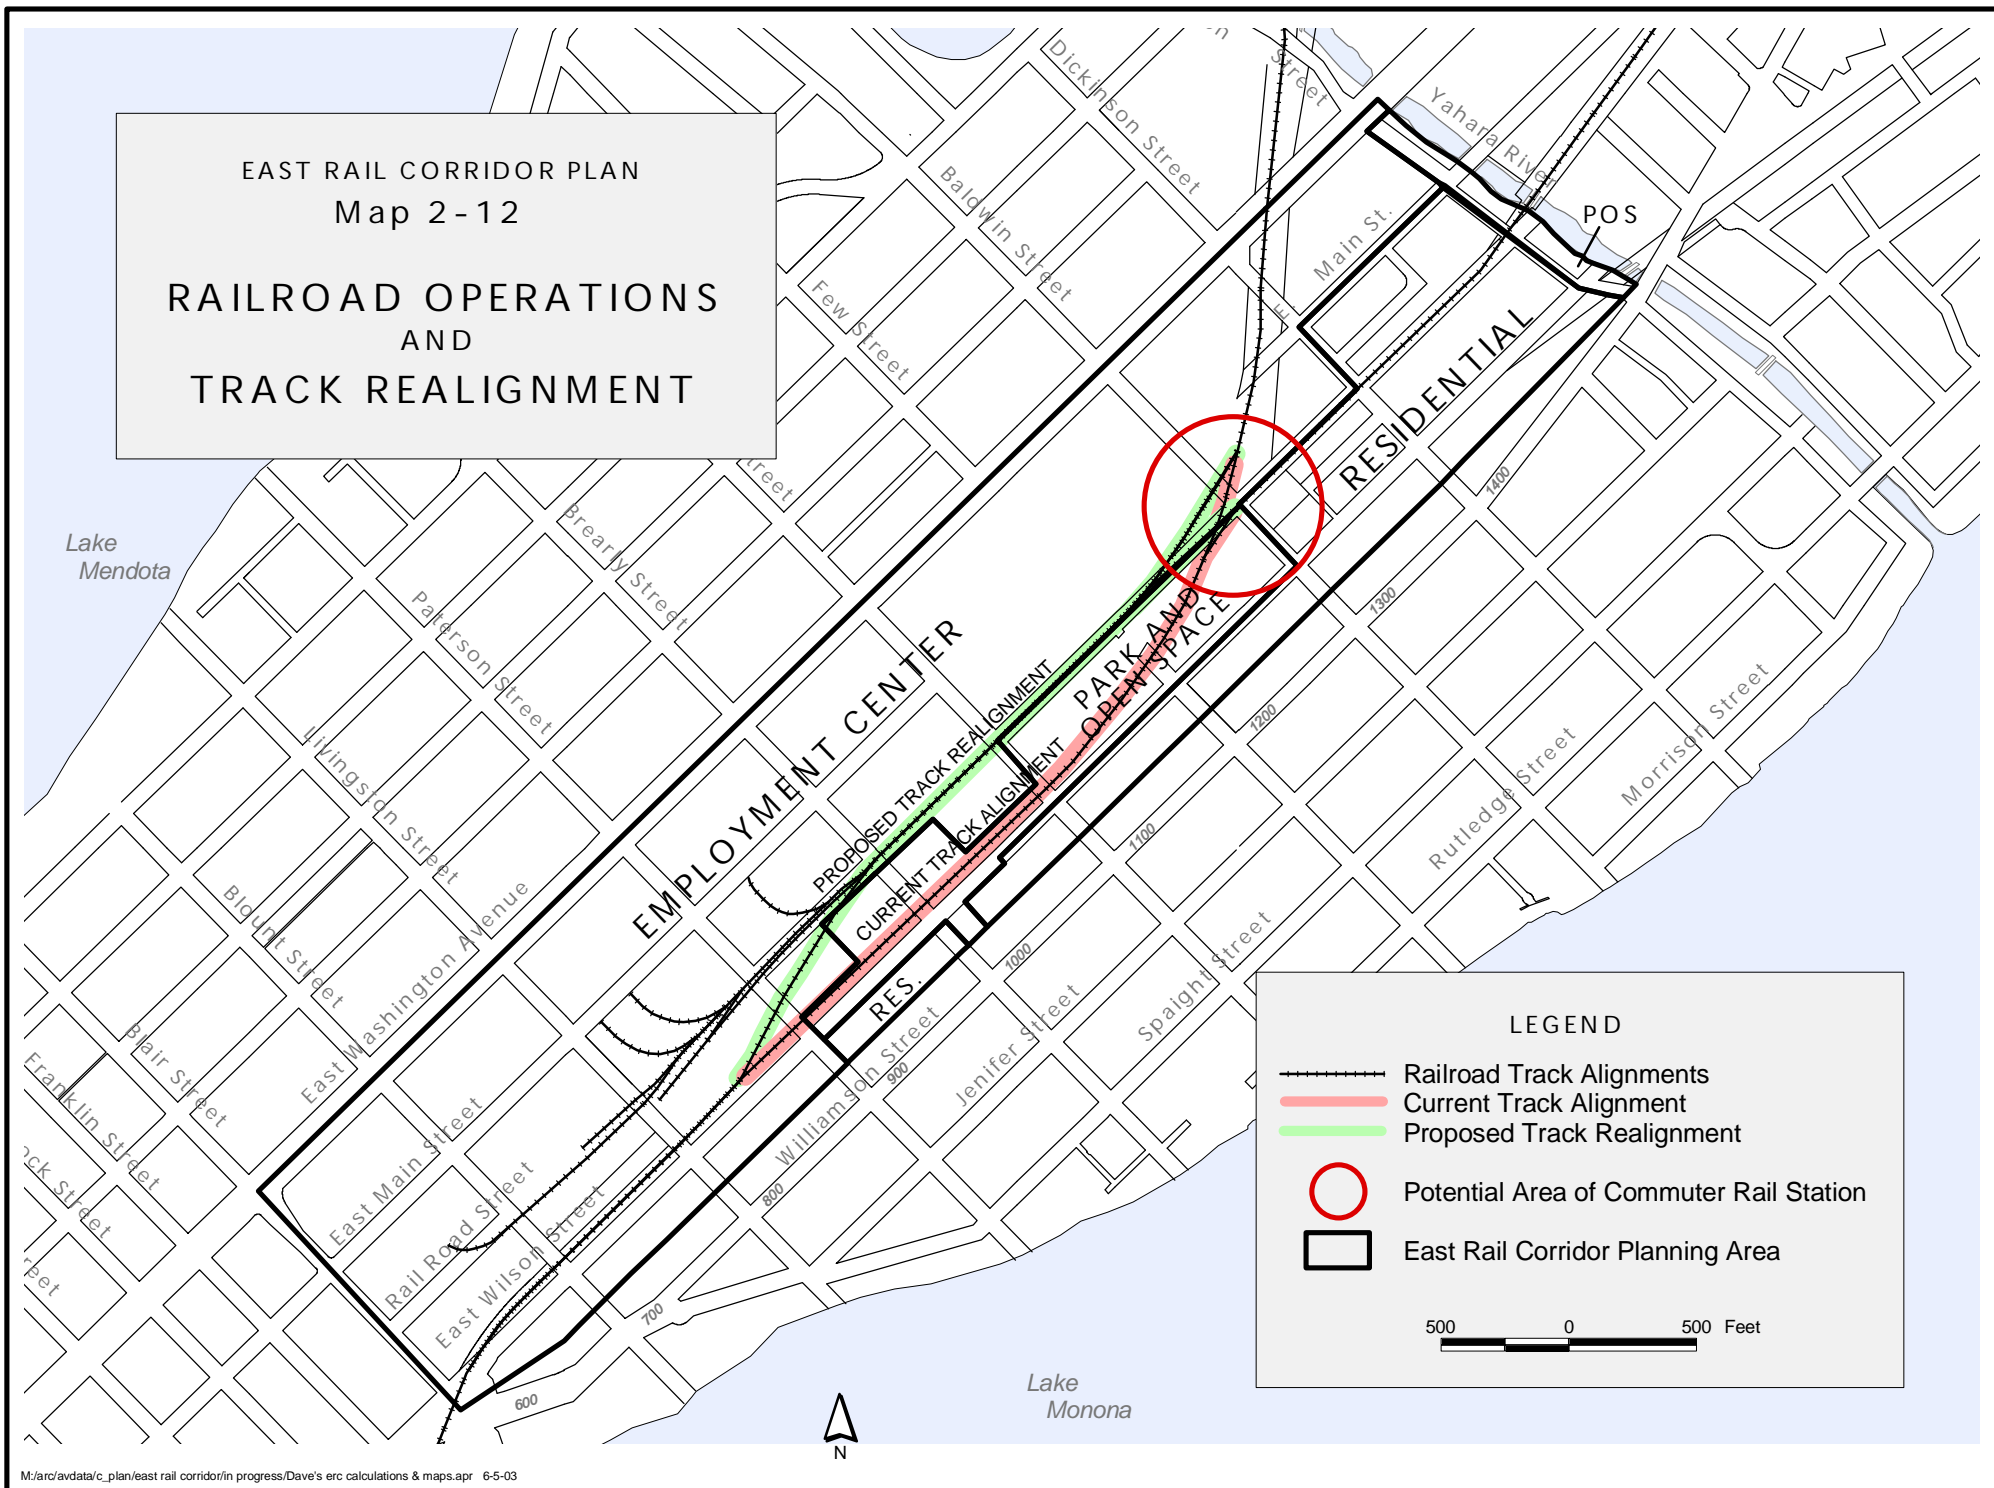 EAST RAIL CORRIDOR PLAN
Map 2-12
RAILROAD OPERATIONS
AND
TRACK REALIGNMENT
Dickinson Street
Street
Yahara River
POS
Baldwin Street
Main St.
E
Few Street
RESIDENTIAL
1400
Brearly Street
Lake
Mendota
Paterson Street
1300
EMPLOYMENT CENTER
PARK AND
OPEN SPACE
PROPOSED TRACK REALIGNMENT
CURRENT TRACK ALIGNMENT
1200
Morrison Street
Rutledge Street
Livingston Street
1100
Blount Street
East Washington Avenue
1000
RES.
Spaight Street
Blair Street
Franklin Street
Williamson Street
900
Jenifer Street
East Main Street
800
Rail Road Street
East Wilson Street
ock Street
reet
700
600
Lake
Monona
N
LEGEND
Railroad Track Alignments
Current Track Alignment
Proposed Track Realignment
Potential Area of Commuter Rail Station
East Rail Corridor Planning Area
500 0 500 Feet
M:/arc/avdata/c_plan/east rail corridor/in progress/Dave's erc calculations & maps.apr 6-5-03